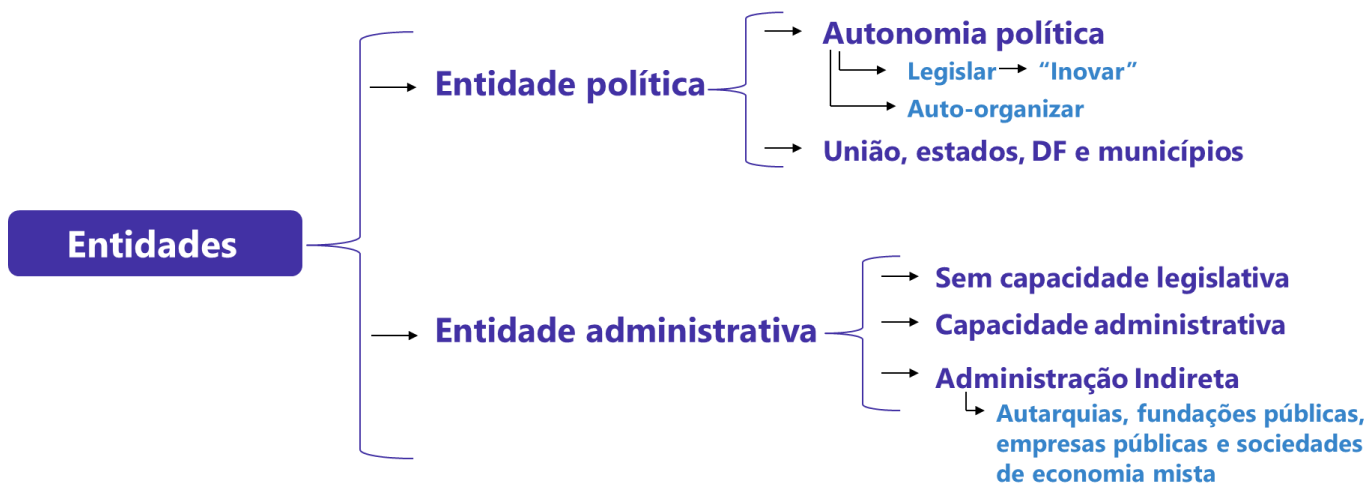 Entidades
Entidade política
Autonomia política
Legislar
“Inovar”
Auto-organizar
União, estados, DF e municípios
Entidade administrativa
Sem capacidade legislativa
Capacidade administrativa
Administração Indireta
Autarquias, fundações públicas,
empresas públicas e sociedades
de economia mista